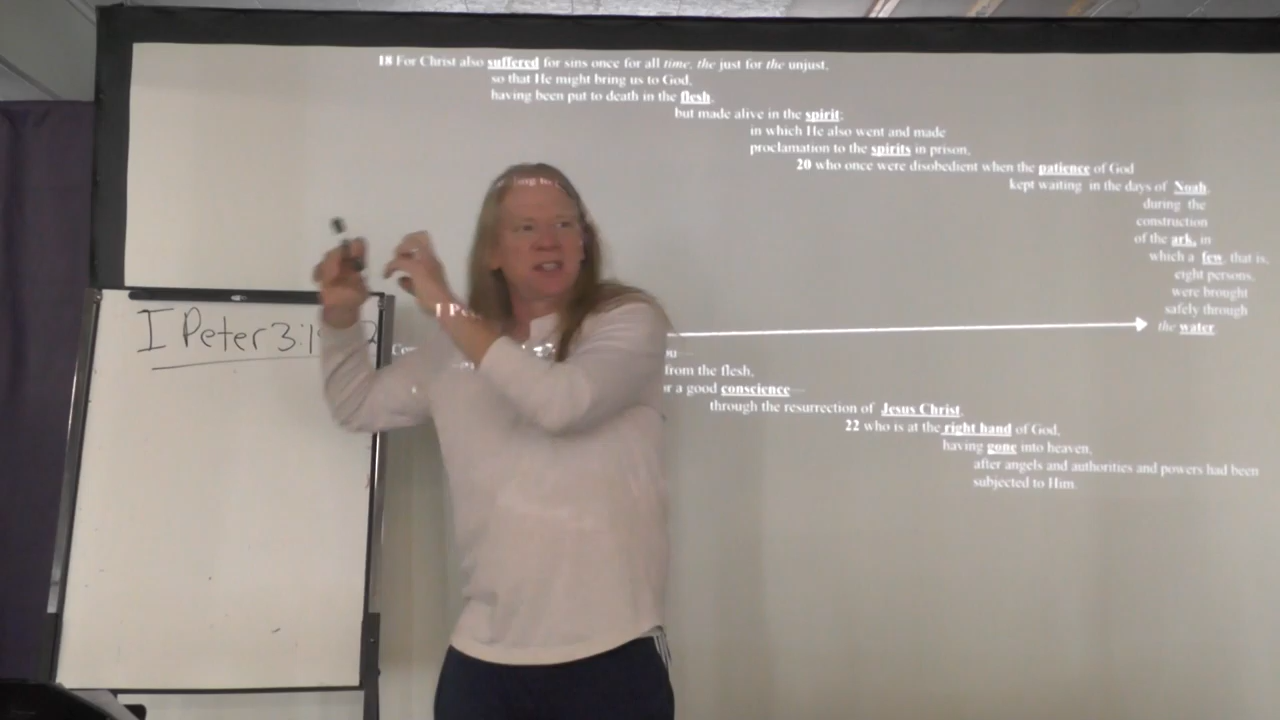 18 For Christ also suffered for sins once for all time, the just for the unjust,
so that He might bring us to God,
having been put to death in the flesh,
but made alive in the spirit;
in which He also went and made
proclamation to the spirits in prison,
20 who once were disobedient when the patience of God
kept waiting in the days of Noah,
during the
construction
of the ark, in
which a few, that is,
eight persons,
were brought
safely through
the water.
I Peter 3:1
from the flesh,
a good conscience—
through the resurrection of Jesus Christ,
22 who is at the right hand of God,
having gone into heaven,
after angels and authorities and powers had been
subjected to Him.